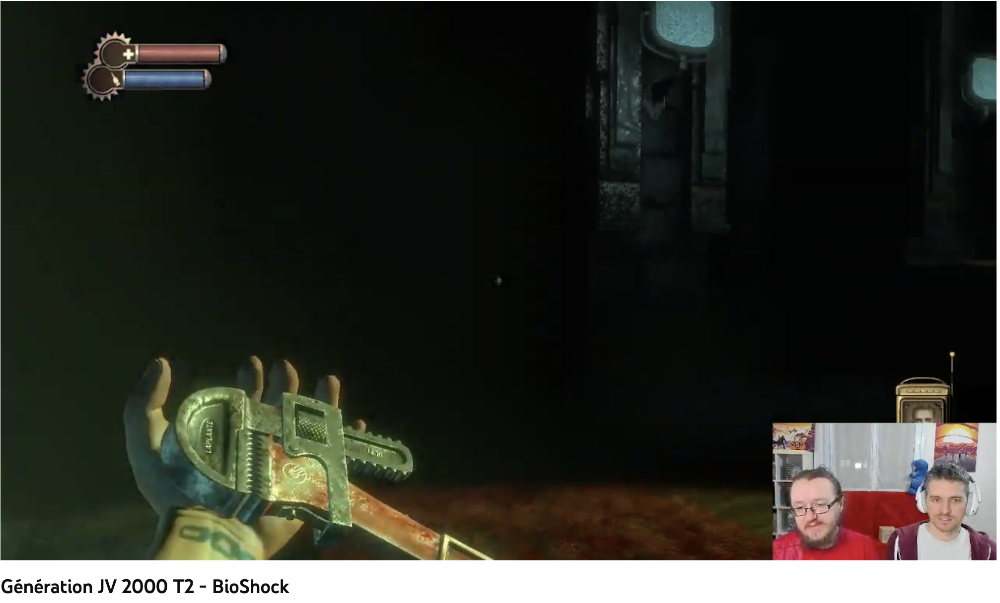 LAPLANTE
12 in
Génération JV 2000 T2 - BioShock